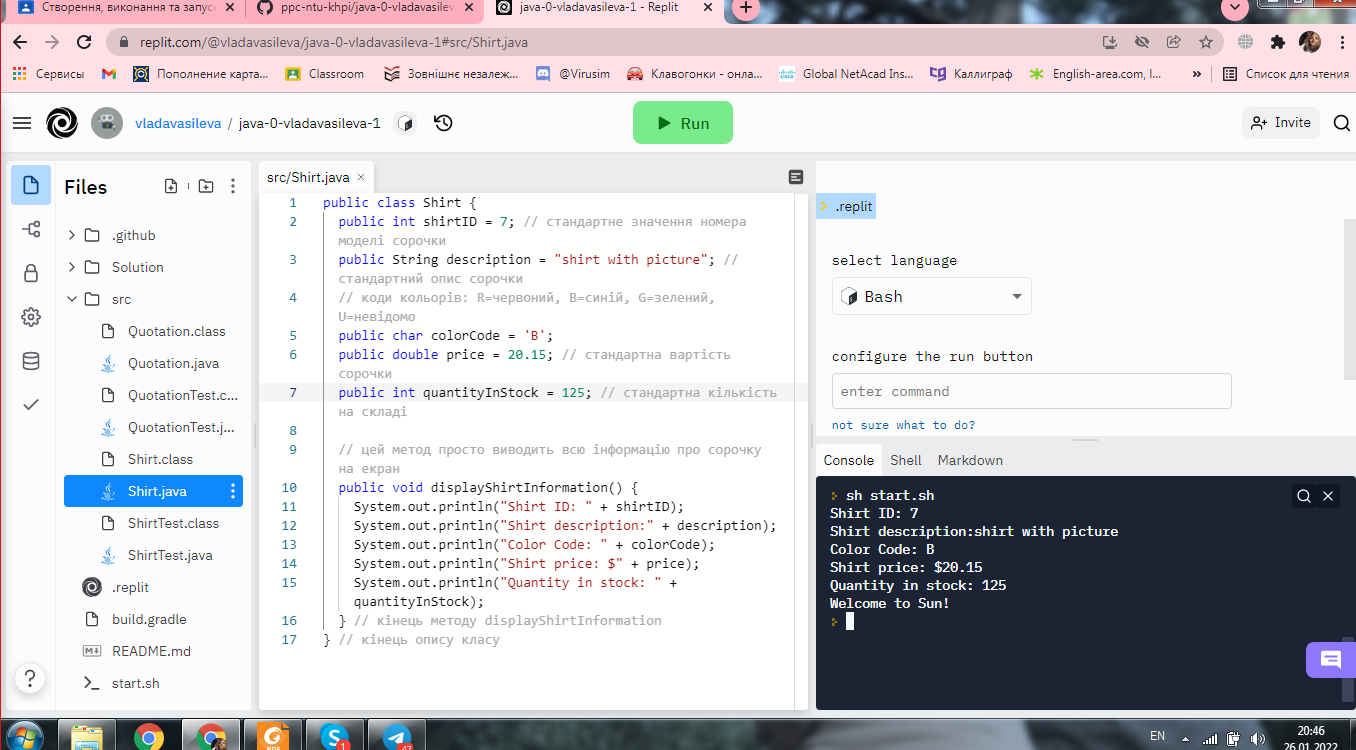 Створення, виконання та запус
ppc-ntu-khpi/java-0-vladavasilev
java-0-vladavasileva-1 - Replit
replit.com/@vladavasileva/java-0-vladavasileva-1#src/Shirt.java
Сервисы
Пополнение карта...
Classroom
Зовнішнє незалеж...
@Virusim
Клавогонки - онла...
Global NetAcad Ins...
Каллиграф
English-area.com, I...
»
Список для чтения
vladavasileva / java-0-vladavasileva-1
Run
Invite
Files
.github
Solution
src
Quotation.class
Quotation.java
QuotationTest.c...
QuotationTest.j...
Shirt.class
Shirt.java
ShirtTest.class
ShirtTest.java
.replit
build.gradle
README.md
start.sh
?
src/Shirt.java ×
1 public class Shirt {
2 public int shirtID = 7; // стандартне значення номера
моделі сорочки
3 public String description = "shirt with picture"; //
стандартний опис сорочки
4 // коди кольорів: R=червоний, B=синій, G=зелений,
U=невідомо
5 public char colorCode = 'B';
6 public double price = 20.15; // стандартна вартість
сорочки
7 public int quantityInStock = 125; // стандартна кількість
на складі
8
9 // цей метод просто виводить всю інформацію про сорочку
на екран
10 public void displayShirtInformation() {
11 System.out.println("Shirt ID: " + shirtID);
12 System.out.println("Shirt description:" + description);
13 System.out.println("Color Code: " + colorCode);
14 System.out.println("Shirt price: $" + price);
15 System.out.println("Quantity in stock: " +
quantityInStock);
16 } // кінець методу displayShirtInformation
17 } // кінець опису класу
.replit
select language
Bash
configure the run button
enter command
not sure what to do?
Console
Shell
Markdown
sh start.sh
Shirt ID: 7
Shirt description:shirt with picture
Color Code: B
Shirt price: $20.15
Quantity in stock: 125
Welcome to Sun!
EN
20:46
26.01.2022